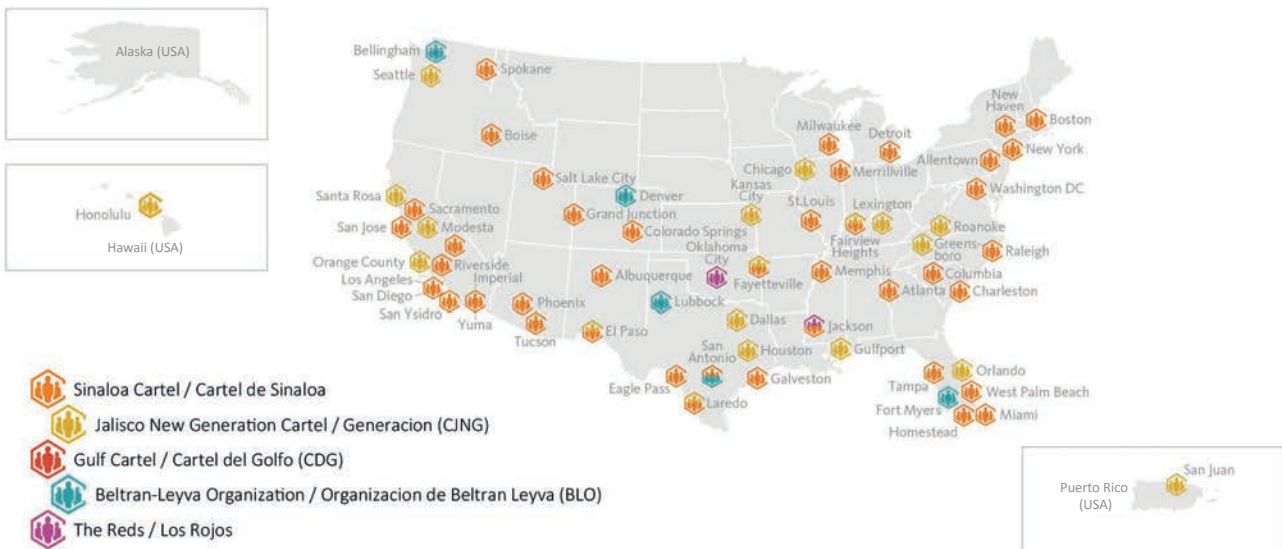 Alaska (USA)
Honolulu
Hawaii (USA)
Bellingham
Seattle
Spokane
Boise
Salt Lake City
Denver
Grand Junction
Colorado Springs
Santa Rosa
Sacramento
San Jose
Modesta
Orange County
Riverside
Los Angeles
Imperial
San Diego
San Ysidro
Yuma
Phoenix
Tucson
Albuquerque
El Paso
Lubbock
Oklahoma
City
Kansas
City
Fayetteville
Dallas
Houston
San
Antonio
Eagle Pass
Laredo
Galveston
Milwaukee
Detroit
Chicago
Merrillville
St.Louis
Lexington
Fairview
Heights
Memphis
Jackson
Gulfport
New
Haven
Boston
New York
Allentown
Washington DC
Roanoke
Greens-
boro
Raleigh
Columbia
Charleston
Atlanta
Orlando
Tampa
West Palm Beach
Fort Myers
Miami
Homestead
Sinaloa Cartel / Cartel de Sinaloa
Jalisco New Generation Cartel / Generacion (CJNG)
Gulf Cartel / Cartel del Golfo (CDG)
Beltran-Leyva Organization / Organizacion de Beltran Leyva (BLO)
The Reds / Los Rojos
San Juan
Puerto Rico
(USA)